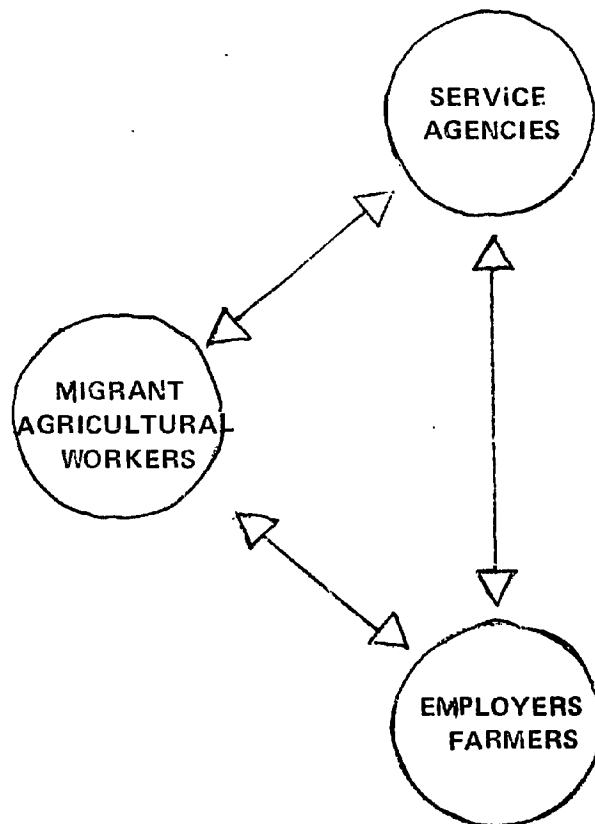 SERViCE
AGENCIES
MIGRANT
AGRICULTURAL
WORKERS
EMPLOYERS
FARMERS